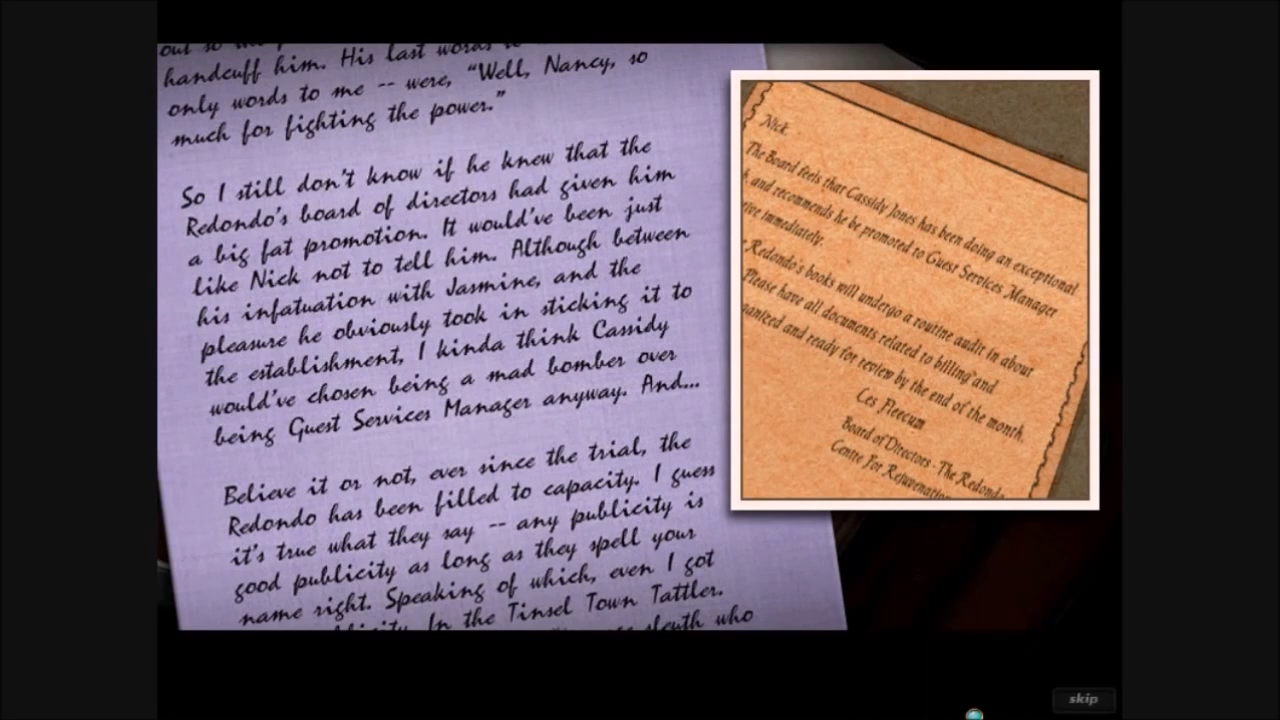 handcuff him. His last words
only words to me -- were, "Well, Nancy, so
much for fighting the power."
So I still don't know if he knew that the
Redondo's board of directors had given him
a big fat promotion. It would've been just
like Nick not to tell him. Although between
his infatuation with Jasmine, and the
pleasure he obviously took in sticking it to
the establishment, I kinda think Cassidy
would've chosen being a mad bomber over
being Guest Services Manager anyway. And...
Believe it or not, ever since the trial, the
Redondo has been filled to capacity. I guess
it's true what they say -- any publicity is
good publicity as long as they spell your
name right. Speaking of which, even I got
In the Tinsel Town Tattler.
sleuth who
Nick
The Board feels that Cassidy Jones has been doing an exceptional
and recommends he be promoted to Guest Services Manager
immediately.
Redondo's books will undergo a routine audit in about
Please have all documents related to billing and
and ready for review by the end of the month.
Les Fleecum
Board of Directors - The Redondo
Centre For Rejuvenation
skip